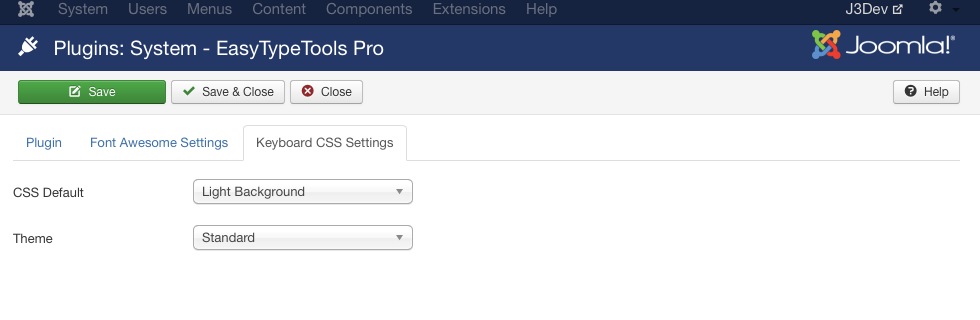 System Users Menus Content Components Extensions Help J3Dev
Plugins: System - EasyTypeTools Pro Joomla!®
Save Save & Close Close Help
Plugin Font Awesome Settings Keyboard CSS Settings
CSS Default Light Background
Theme Standard